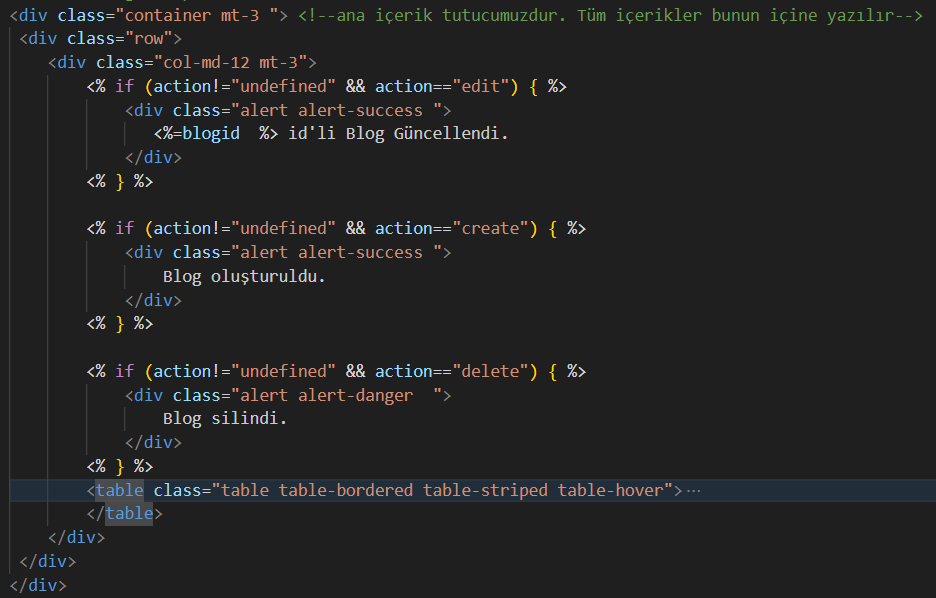 <div class="container mt-3 "> <!--ana içerik tutucumuzdur. Tüm içerikler bunun içine yazılır-->
<div class="row">
<div class="col-md-12 mt-3">
<% if (action!="undefined" && action=="edit") { %>
<div class="alert alert-success ">
<%=blogid  %> id'li Blog Güncellendi.
</div>
<% } %>
<% if (action!="undefined" && action=="create") { %>
<div class="alert alert-success ">
Blog oluşturuldu.
</div>
<% } %>
<% if (action!="undefined" && action=="delete") { %>
<div class="alert alert-danger  ">
Blog silindi.
</div>
<% } %>
<table class="table table-bordered table-striped table-hover">⋯
</table>
</div>
</div>
</div>